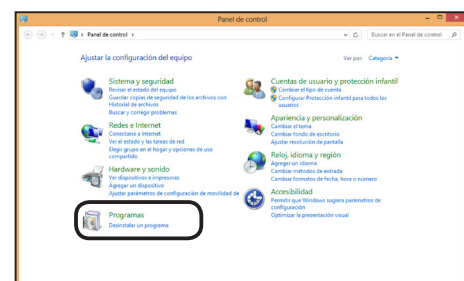 Panel de control
Panel de control
Buscar en el Panel de control
Ajustar la configuración del equipo
Ver por: Categoría
Sistema y seguridad
Revisar el estado del equipo
Guardar copias de seguridad de los archivos con
Historial de archivos
Buscar y corregir problemas
Redes e Internet
Conectarse a Internet
Ver el estado y las tareas de red
Elegir grupo en el hogar y opciones de uso
compartido
Hardware y sonido
Ver dispositivos e impresoras
Agregar un dispositivo
Ajustar parámetros de configuración de movilidad de
Programas
Desinstalar un programa
Cuentas de usuario y protección infantil
Cambiar el tipo de cuenta
Configurar Protección infantil para todos los
usuarios
Apariencia y personalización
Cambiar el tema
Cambiar fondo de escritorio
Ajustar resolución de pantalla
Reloj, idioma y región
Agregar un idioma
Cambiar métodos de entrada
Cambiar formatos de fecha, hora o número
Accesibilidad
Permitir que Windows sugiera parámetros de
configuración
Optimizar la presentación visual